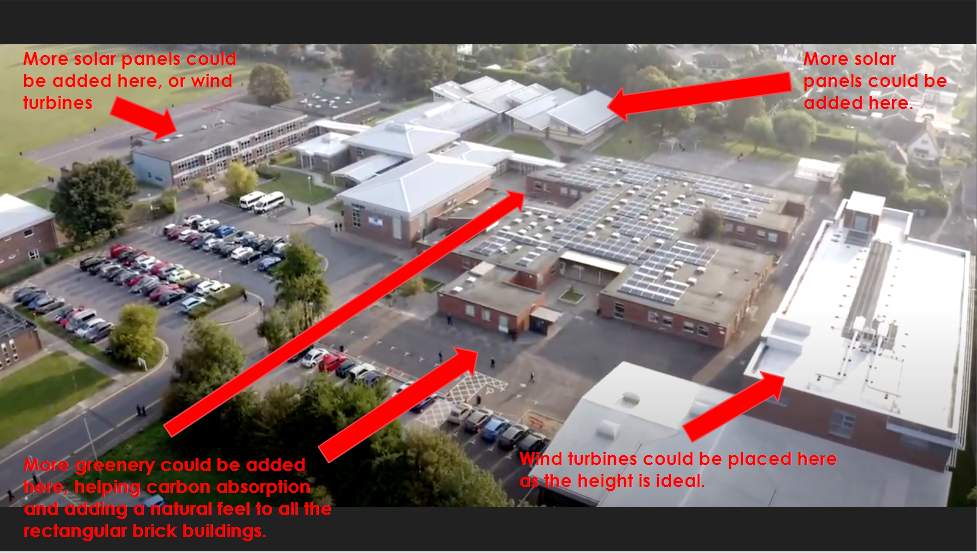 More solar panels could
be added here, or wind
turbines
More solar
panels could be
added here.
More greenery could be added
here, helping carbon absorption
and adding a natural feel to all the
rectangular brick buildings.
Wind turbines could be placed here
as the height is ideal.